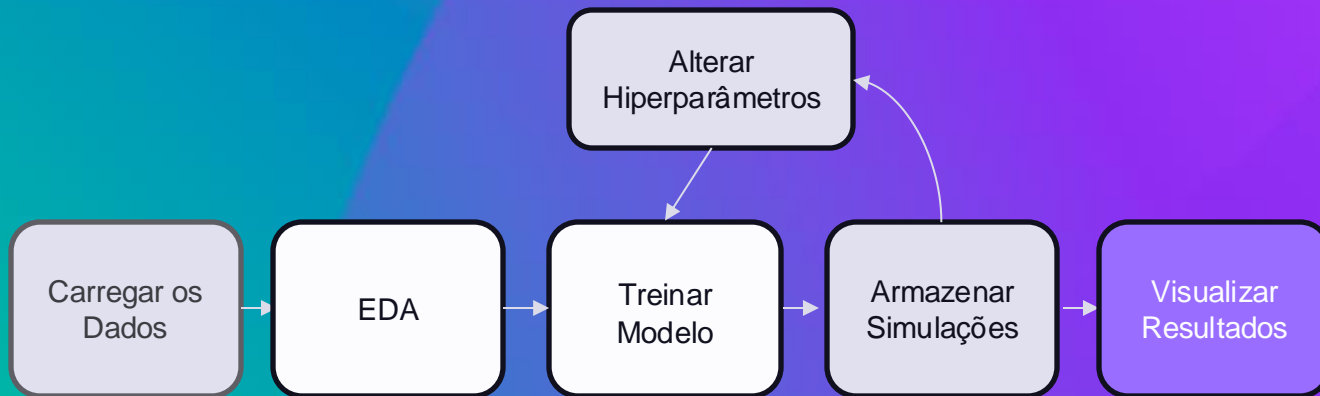 Alterar
Hiperparâmetros
Carregar os
Dados
EDA
Treinar
Modelo
Armazenar
Simulações
Visualizar
Resultados